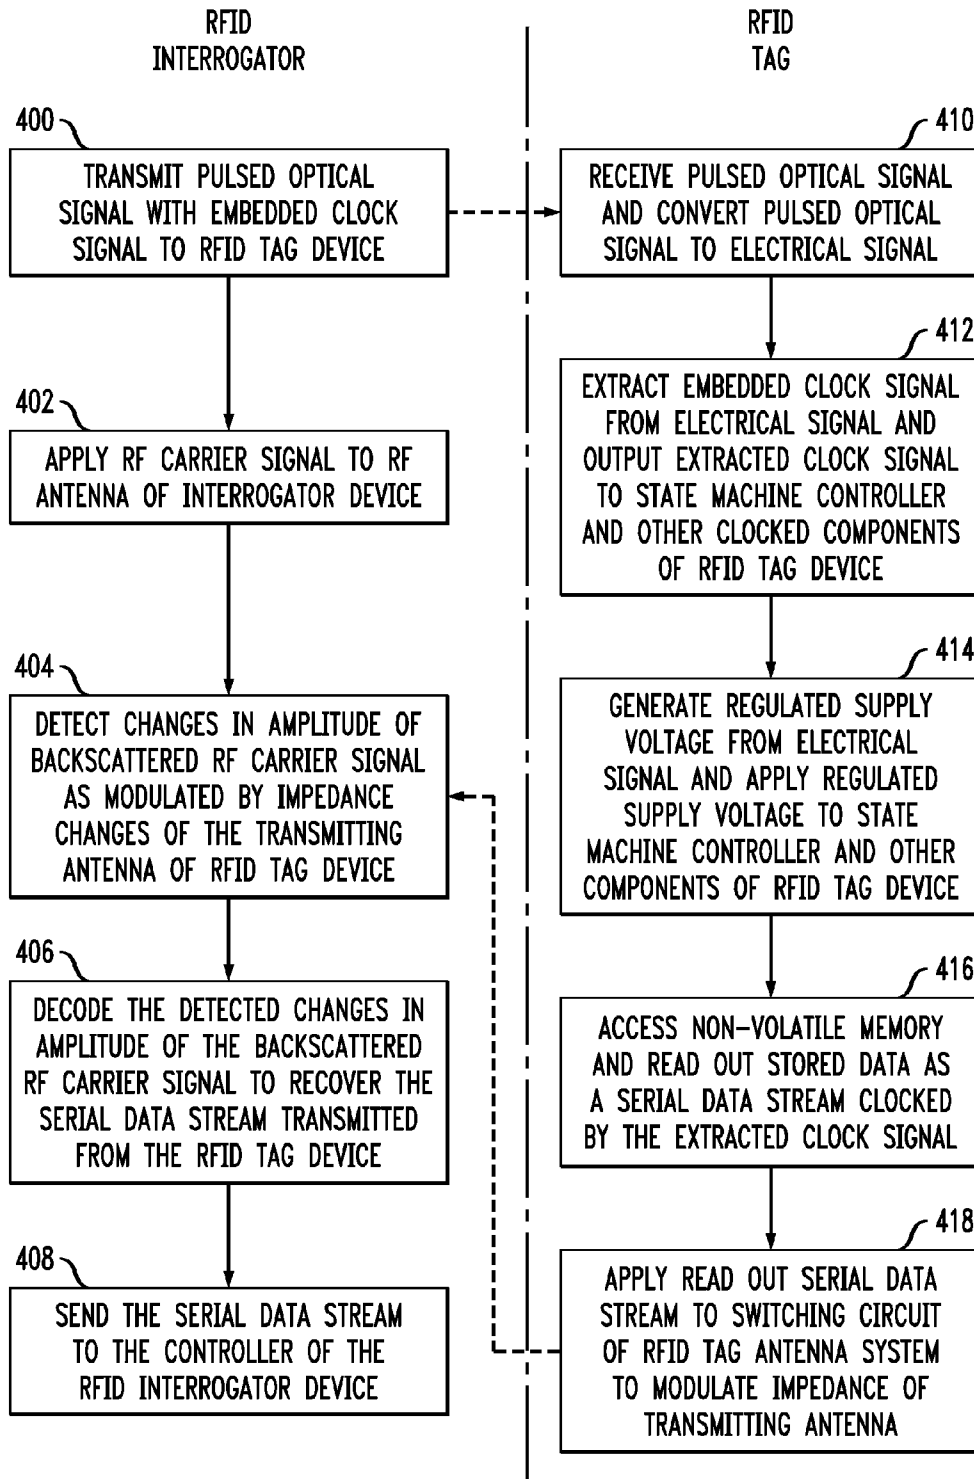 RFID
INTERROGATOR
400
TRANSMIT PULSED OPTICAL
SIGNAL WITH EMBEDDED CLOCK
SIGNAL TO RFID TAG DEVICE
402
APPLY RF CARRIER SIGNAL TO RF
ANTENNA OF INTERROGATOR DEVICE
404
DETECT CHANGES IN AMPLITUDE OF
BACKSCATTERED RF CARRIER SIGNAL
AS MODULATED BY IMPEDANCE
CHANGES OF THE TRANSMITTING
ANTENNA OF RFID TAG DEVICE
406
DECODE THE DETECTED CHANGES IN
AMPLITUDE OF THE BACKSCATTERED
RF CARRIER SIGNAL TO RECOVER THE
SERIAL DATA STREAM TRANSMITTED
FROM THE RFID TAG DEVICE
408
SEND THE SERIAL DATA STREAM
TO THE CONTROLLER OF THE
RFID INTERROGATOR DEVICE
RFID
TAG
410
RECEIVE PULSED OPTICAL SIGNAL
AND CONVERT PULSED OPTICAL
SIGNAL TO ELECTRICAL SIGNAL
412
EXTRACT EMBEDDED CLOCK SIGNAL
FROM ELECTRICAL SIGNAL AND
OUTPUT EXTRACTED CLOCK SIGNAL
TO STATE MACHINE CONTROLLER
AND OTHER CLOCKED COMPONENTS
OF RFID TAG DEVICE
414
GENERATE REGULATED SUPPLY
VOLTAGE FROM ELECTRICAL
SIGNAL AND APPLY REGULATED
SUPPLY VOLTAGE TO STATE
MACHINE CONTROLLER AND OTHER
COMPONENTS OF RFID TAG DEVICE
416
ACCESS NON-VOLATILE MEMORY
AND READ OUT STORED DATA AS
A SERIAL DATA STREAM CLOCKED
BY THE EXTRACTED CLOCK SIGNAL
418
APPLY READ OUT SERIAL DATA
STREAM TO SWITCHING CIRCUIT
OF RFID TAG ANTENNA SYSTEM
TO MODULATE IMPEDANCE OF
TRANSMITTING ANTENNA